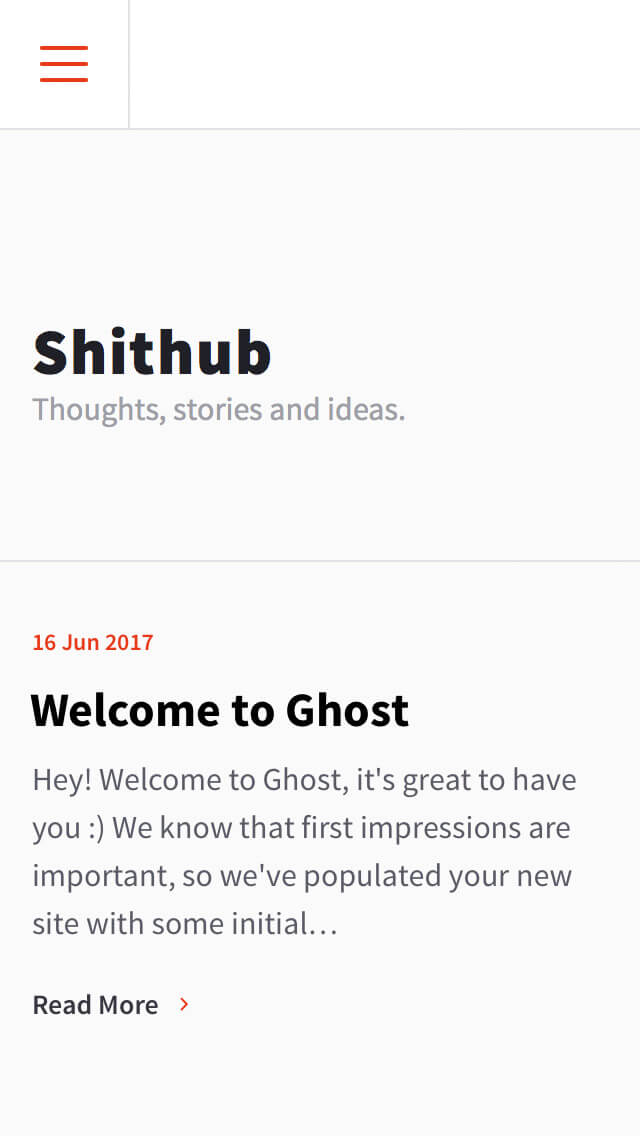 Shithub
Thoughts, stories and ideas.
16 Jun 2017
Welcome to Ghost
Hey! Welcome to Ghost, it's great to have
you :) We know that first impressions are
important, so we've populated your new
site with some initial…
Read More